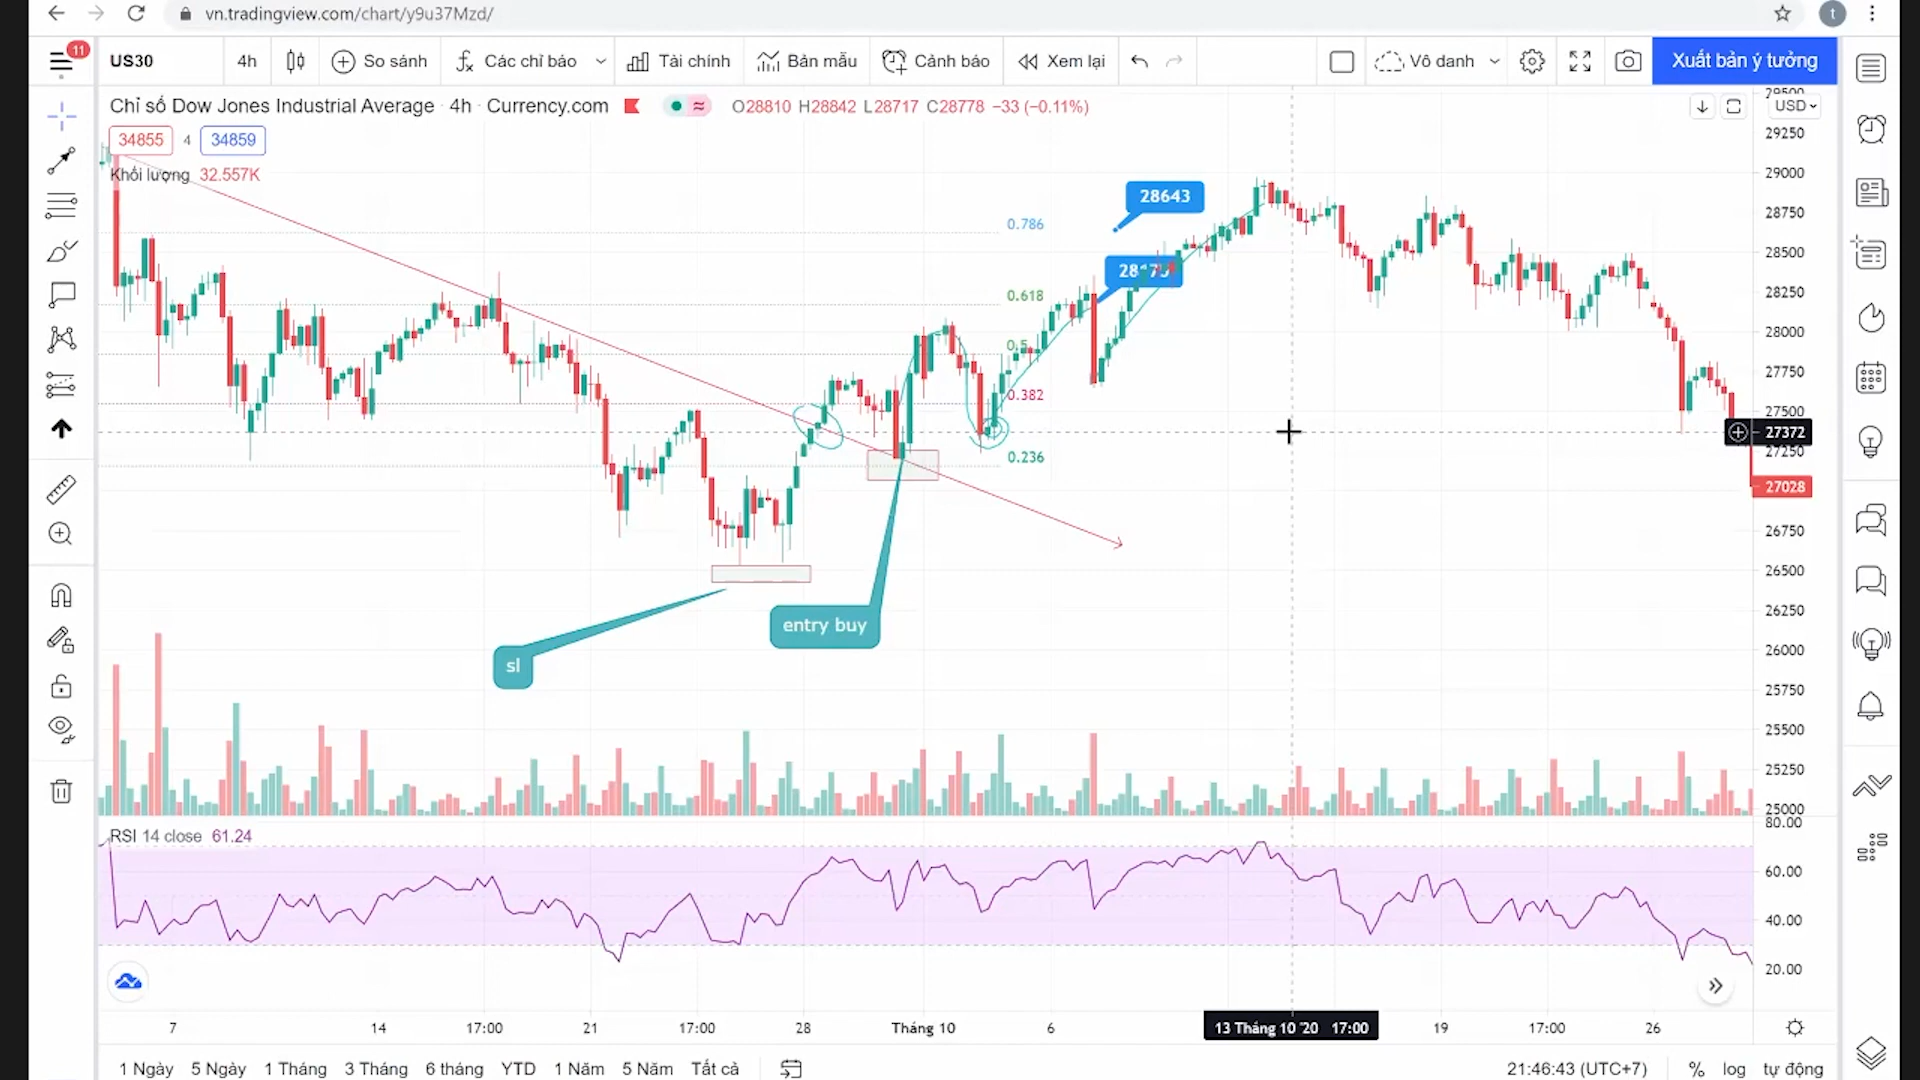 vn.tradingview.com/chart/y9u37Mzd/
t
11
US30
4h
So sánh
Các chỉ báo
Tài chính
Bản mẫu
Cảnh báo
Xem lại
Vô danh
Xuất bản ý tưởng
Chỉ số Dow Jones Industrial Average · 4h · Currency.com
O28810 H28842 L28717 C28778 −33 (−0.11%)
USD
34855 4 34859
Khối lượng 32.557K
29500
29250
29000
28750
28500
28250
28000
27750
27500
27372
27250
27028
26750
26500
26250
26000
25750
25500
25250
25000
28643
0.786
0.618
0.5
0.382
0.236
entry buy
sl
RSI 14 close 61.24
80.00
60.00
40.00
20.00
7
14
17:00
21
17:00
28
Tháng 10
6
13 Tháng 10 '20 17:00
19
17:00
26
1 Ngày
5 Ngày
1 Tháng
3 Tháng
6 tháng
YTD
1 Năm
5 Năm
Tất cả
21:46:43 (UTC+7)
%
log
tự động